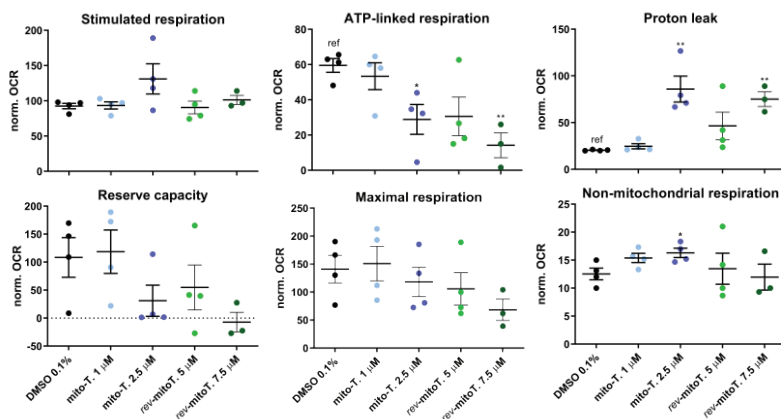 Stimulated respiration
norm. OCR
200
150
100
50
0
ATP-linked respiration
norm. OCR
80
60
40
20
0
ref
*
**
Proton leak
norm. OCR
150
100
50
0
ref
**
**
Reserve capacity
norm. OCR
200
150
100
50
0
-50
DMSO 0.1%
mito-T. 1 µM
mito-T. 2.5 µM
rev-mitoT. 5 µM
rev-mitoT. 7.5 µM
Maximal respiration
norm. OCR
250
200
150
100
50
0
DMSO 0.1%
mito-T. 1 µM
mito-T. 2.5 µM
rev-mitoT. 5 µM
rev-mitoT. 7.5 µM
Non-mitochondrial respiration
norm. OCR
25
20
15
10
5
0
*
DMSO 0.1%
mito-T. 1 µM
mito-T. 2.5 µM
rev-mitoT. 5 µM
rev-mitoT. 7.5 µM